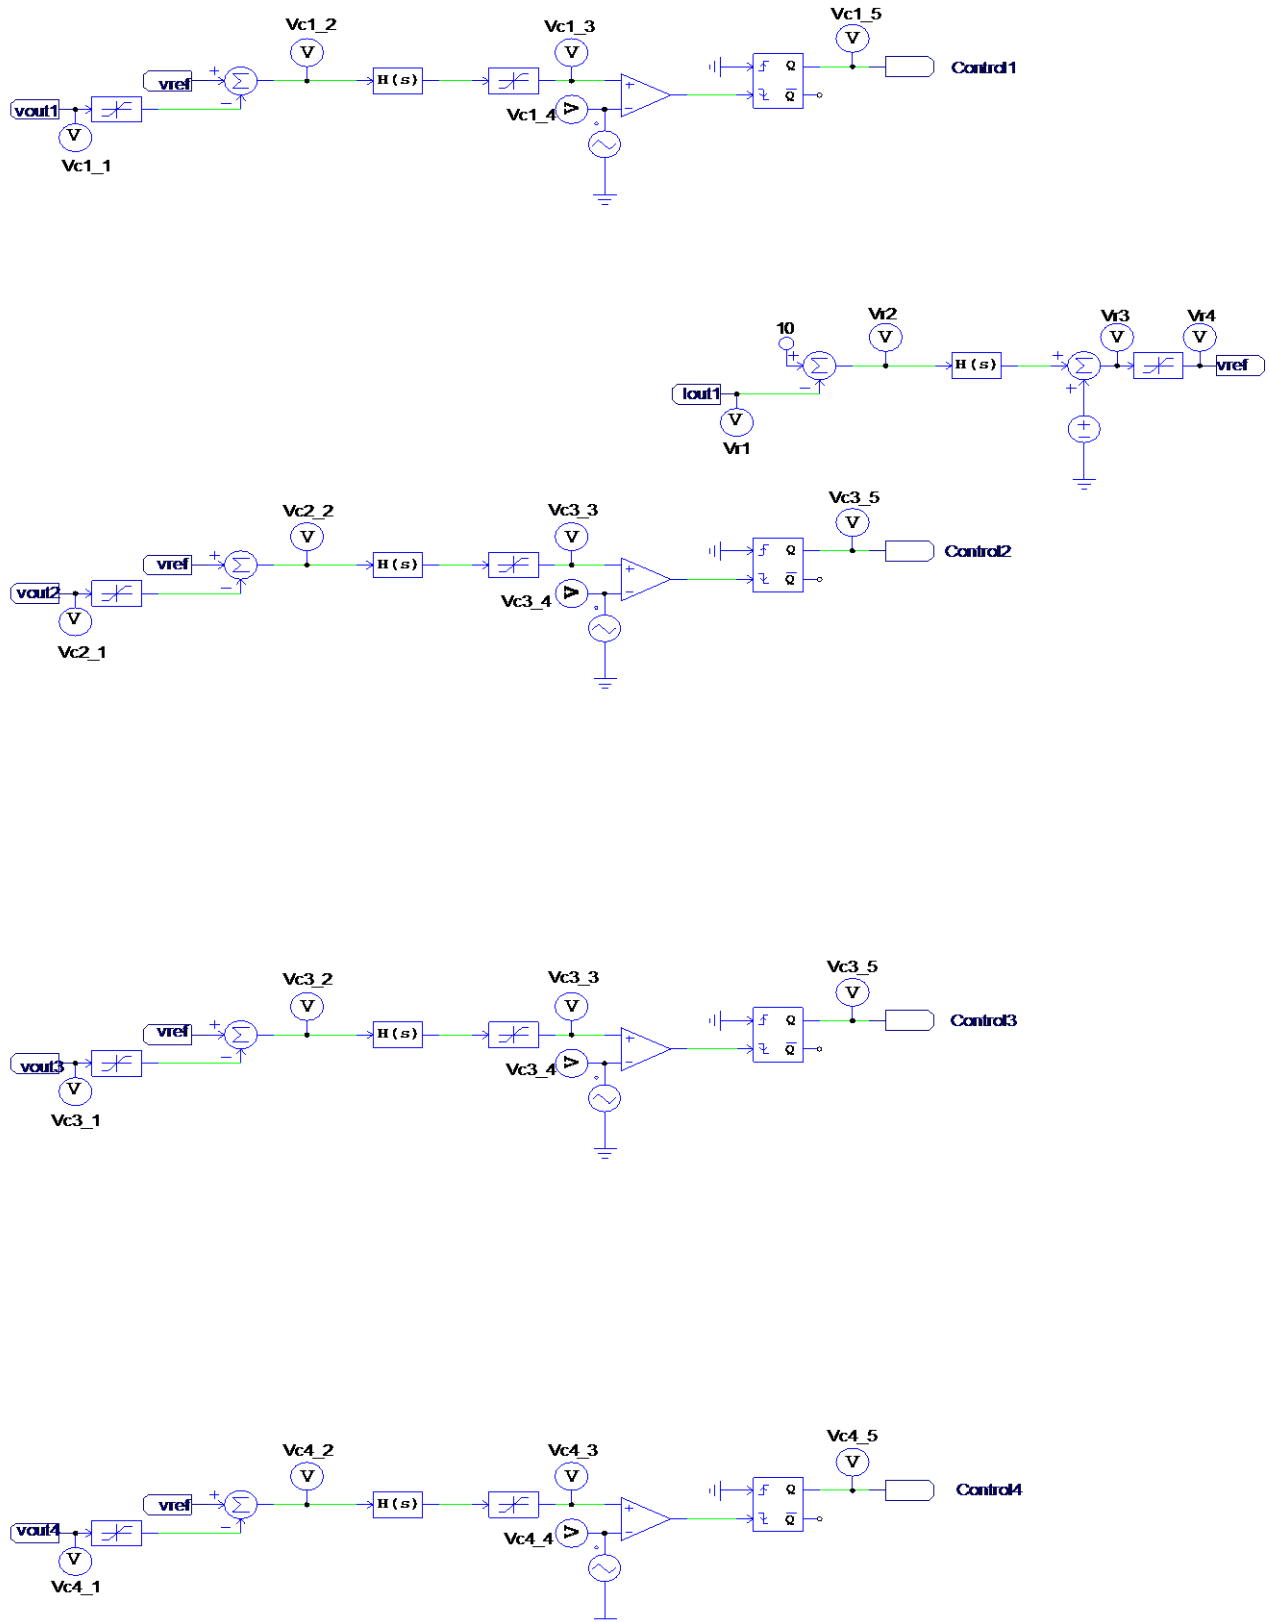 Vc1_2
Vc1_3
Vc1_5
V
V
V
vref
+
Σ
H(s)
+
Q
Control1
vout1
−
Vc1_4
V
−
Q
V
Vc1_1
10
Vr2
Vr3
Vr4
V
V
V
+
Σ
H(s)
+
Σ
vref
Iout1
−
+
V
+
−
Vr1
Vc2_2
Vc3_3
Vc3_5
V
V
V
vref
+
Σ
H(s)
+
Q
Control2
vout2
−
Vc3_4
V
−
Q
V
Vc2_1
Vc3_2
Vc3_3
Vc3_5
V
V
V
vref
+
Σ
H(s)
+
Q
Control3
vout3
−
Vc3_4
V
−
Q
V
Vc3_1
Vc4_2
Vc4_3
Vc4_5
V
V
V
vref
+
Σ
H(s)
+
Q
Control4
vout4
−
Vc4_4
V
−
Q
V
Vc4_1